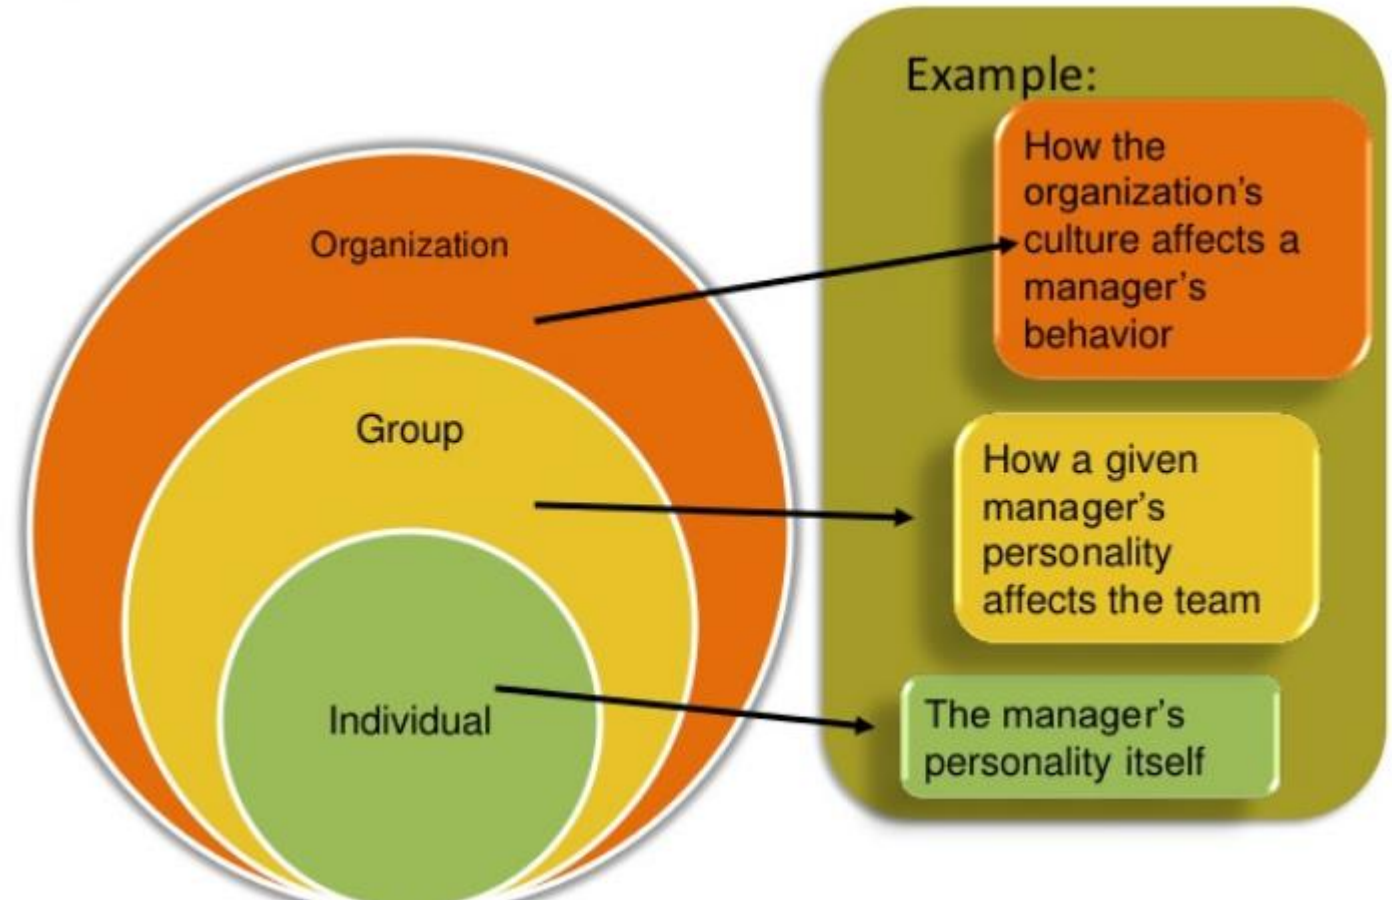 Organization
Group
Individual
Example:
How the
organization's
culture affects a
manager's
behavior
How a given
manager's
personality
affects the team
The manager's
personality itself